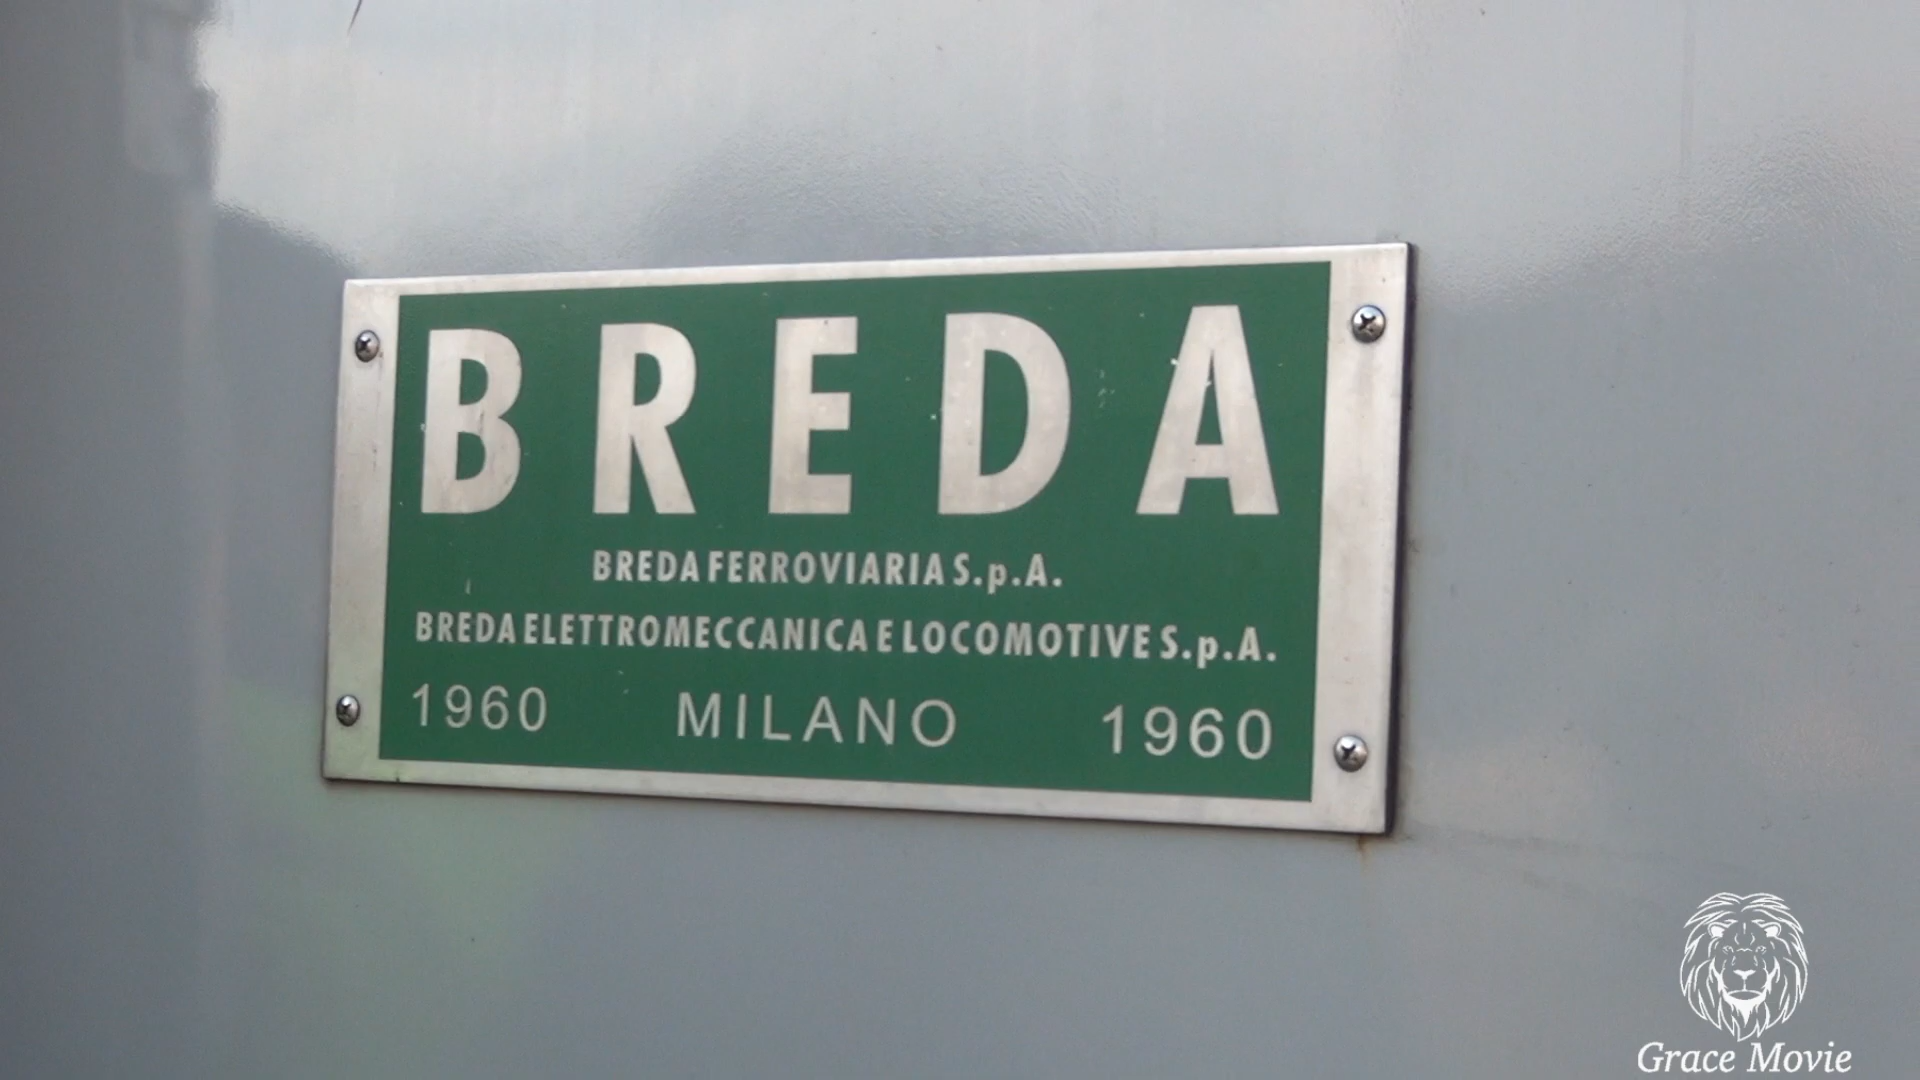 BREDA
BREDA FERROVIARIA S.p.A.
BREDA ELETTROMECCANICA E LOCOMOTIVE S.p.A.
1960 MILANO 1960
Grace Movie